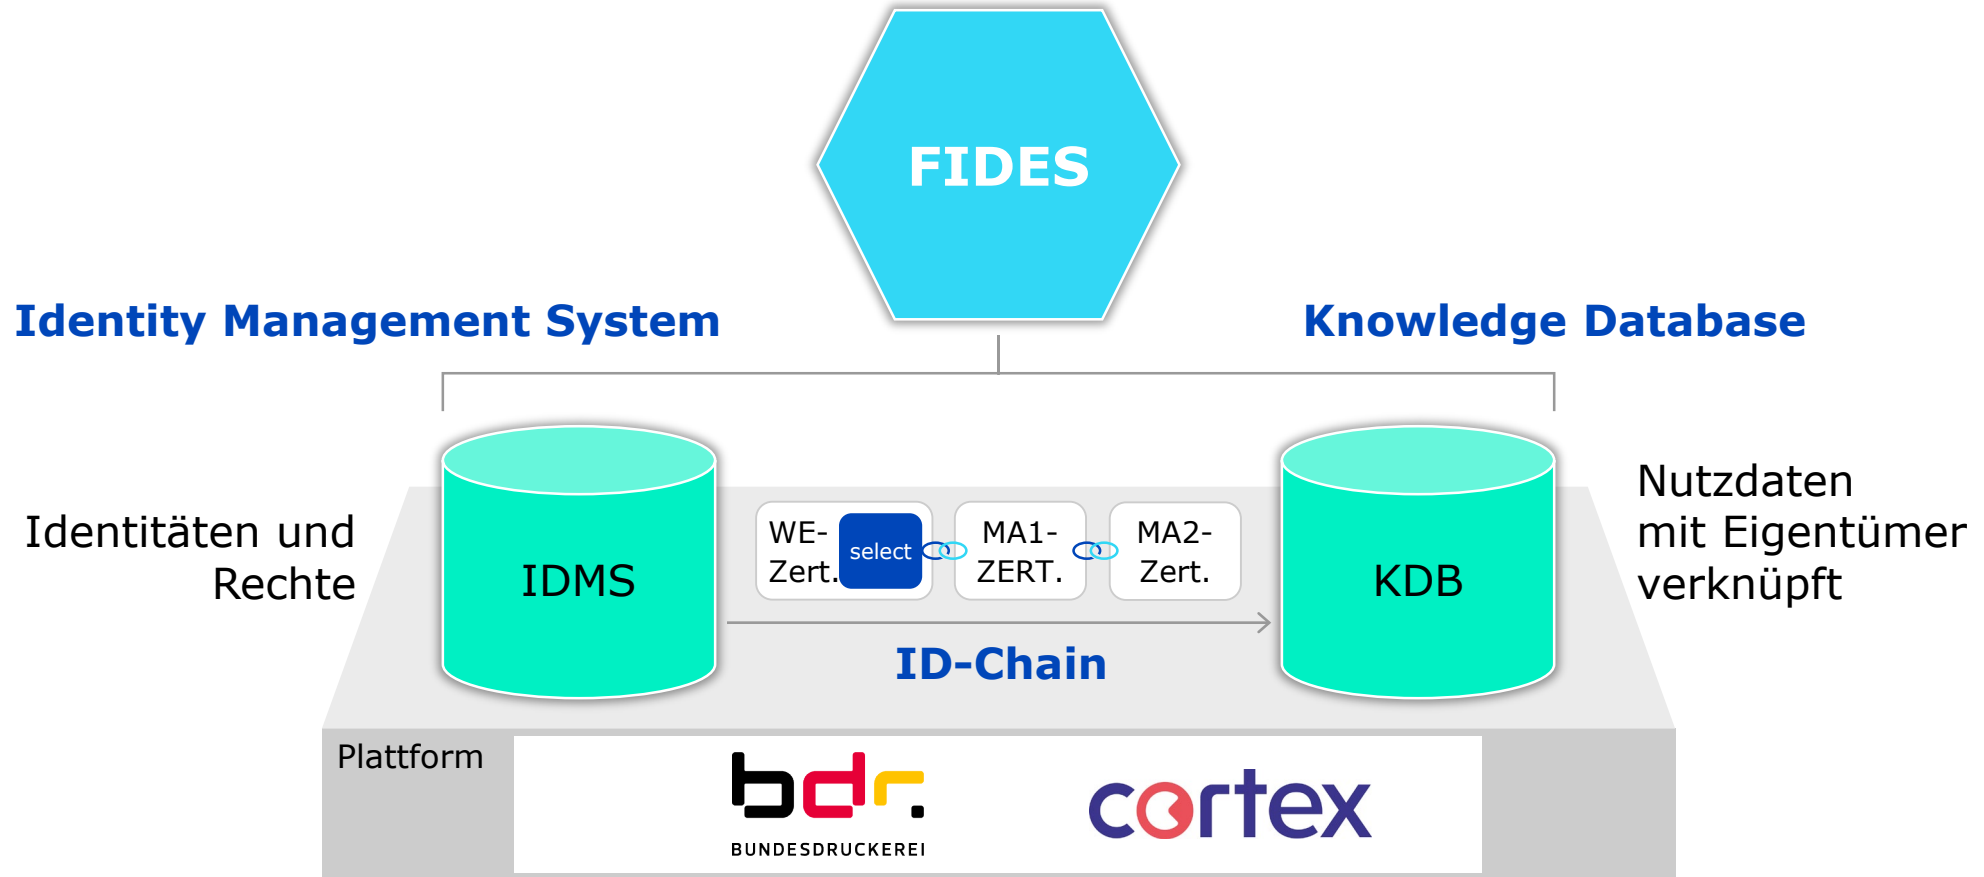 FIDES
Identity Management System
Knowledge Database
Identitäten und
Rechte
IDMS
WE-
Zert.
select
MA1-
ZERT.
MA2-
Zert.
ID-Chain
KDB
Nutzdaten
mit Eigentümer
verknüpft
Plattform
bdr.
BUNDESDRUCKEREI
cortex